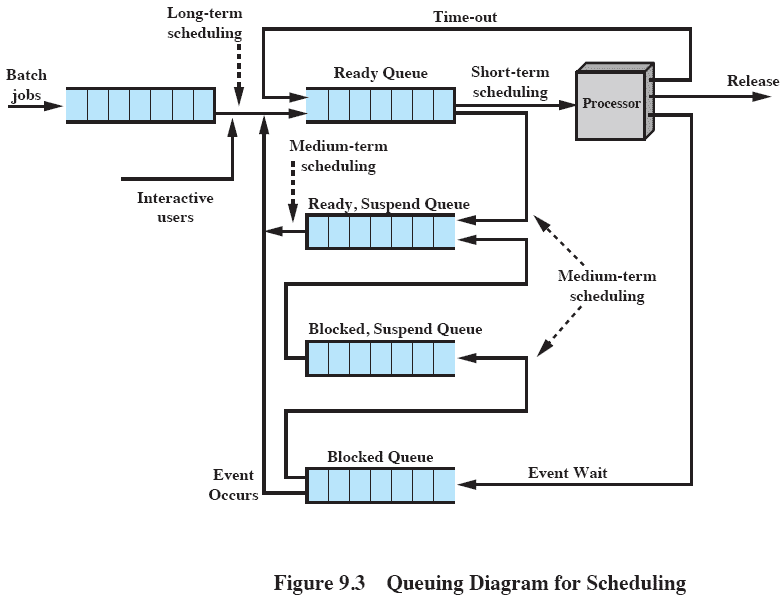 Long-term
scheduling
Time-out
Batch
jobs
Ready Queue
Short-term
scheduling
Processor
Release
Medium-term
scheduling
Interactive
users
Ready, Suspend Queue
Medium-term
scheduling
Blocked, Suspend Queue
Blocked Queue
Event
Occurs
Event Wait
Figure 9.3 Queuing Diagram for Scheduling